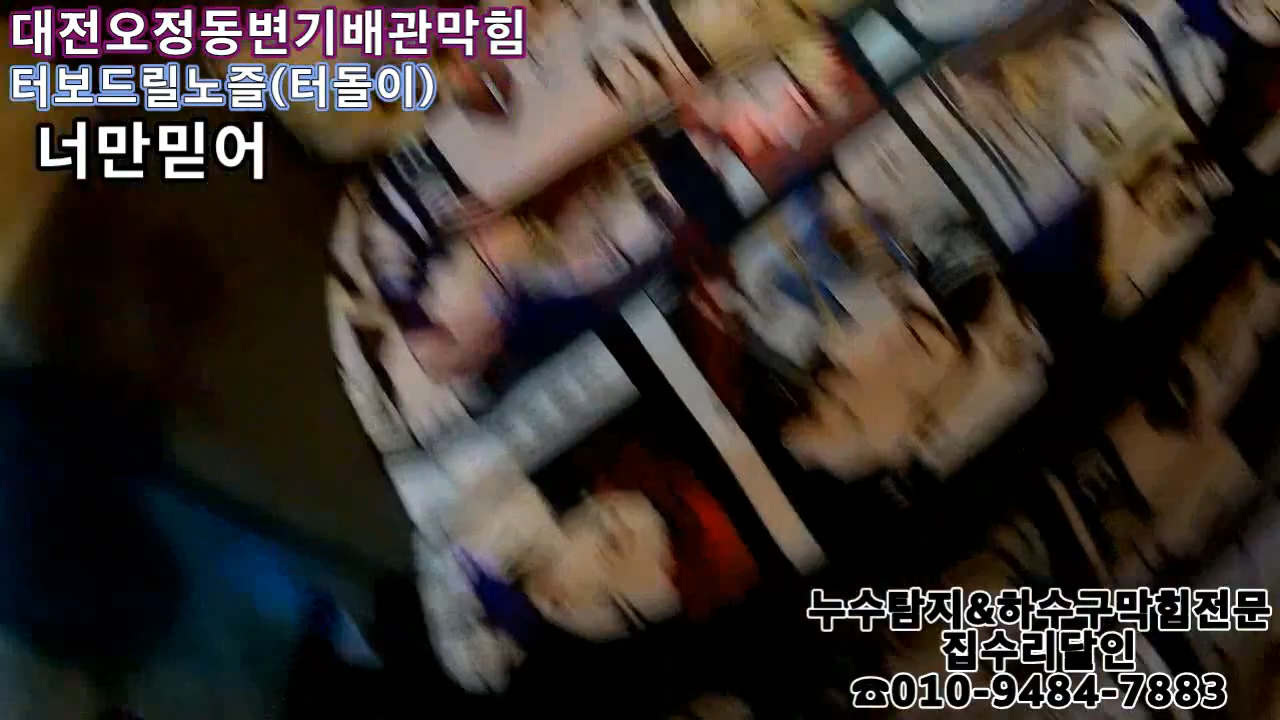 대전오정동변기배관막힘
터보드릴노즐(터돌이)
너만믿어
누수탐지&하수구막힘전문
집수리달인
☎010-9484-7883